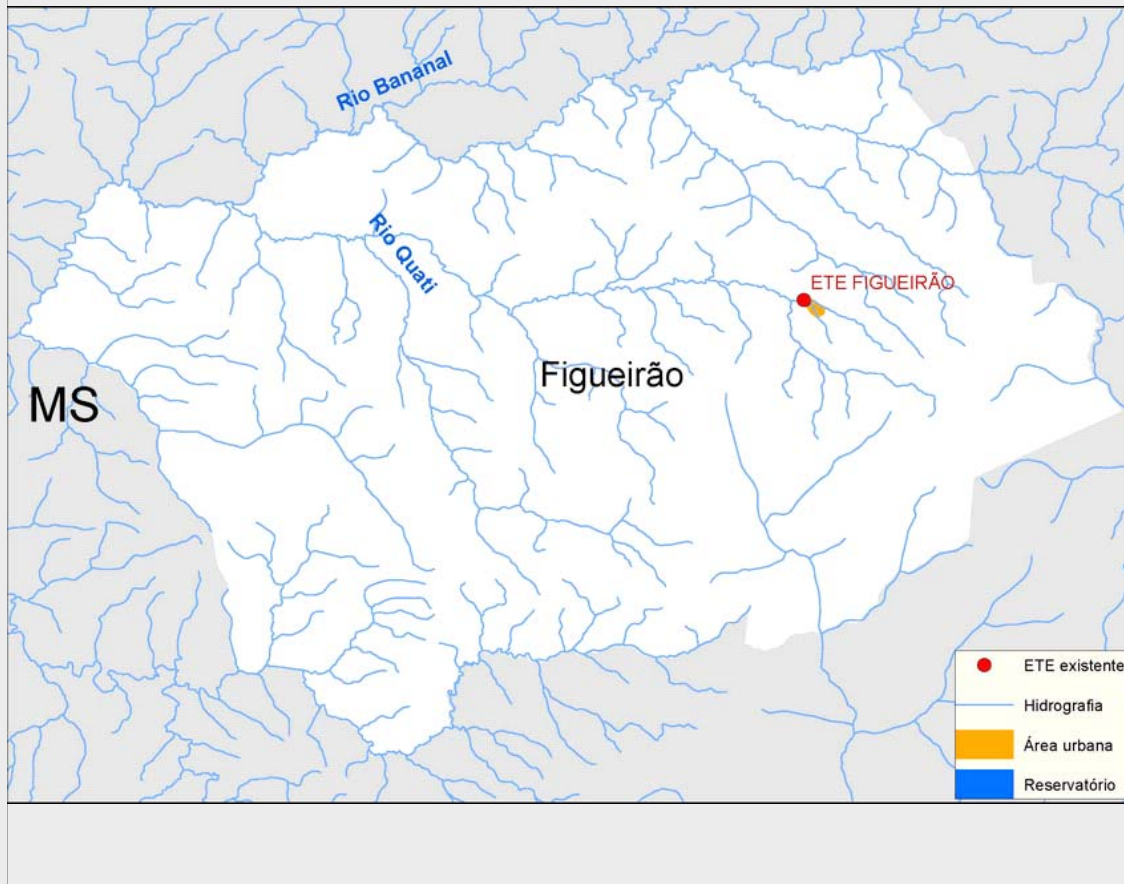 Rio Bananal
Rio Quati
ETE FIGUEIRÃO
Figueirão
MS
ETE existente
Hidrografia
Área urbana
Reservatório